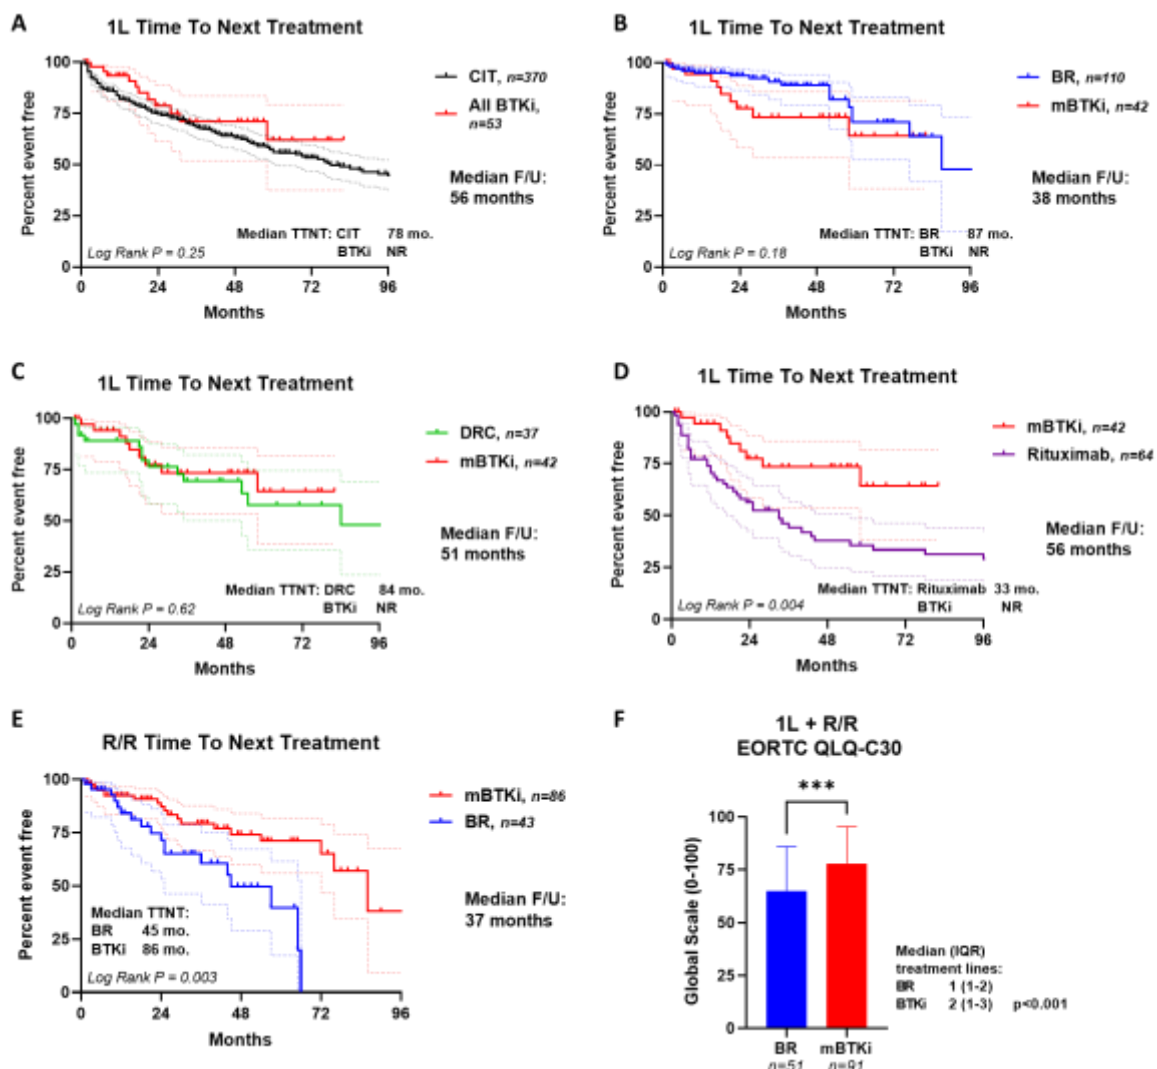 A
1L Time To Next Treatment
Percent event free
100
75
50
25
0
0 24 48 72 96
Months
CIT, n=370
All BTKi,
n=53
Median F/U:
56 months
Median TTNT: CIT 78 mo.
BTKi NR
Log Rank P = 0.25
B
1L Time To Next Treatment
Percent event free
100
75
50
25
0
0 24 48 72 96
Months
BR, n=110
mBTKi, n=42
Median F/U:
38 months
Median TTNT: BR 87 mo.
BTKi NR
Log Rank P = 0.18
C
1L Time To Next Treatment
Percent event free
100
75
50
25
0
0 24 48 72 96
Months
DRC, n=37
mBTKi, n=42
Median F/U:
51 months
Median TTNT: DRC 84 mo.
BTKi NR
Log Rank P = 0.62
D
1L Time To Next Treatment
Percent event free
100
75
50
25
0
0 24 48 72 96
Months
mBTKi, n=42
Rituximab, n=64
Median F/U:
56 months
Median TTNT: Rituximab 33 mo.
BTKi NR
Log Rank P = 0.004
E
R/R Time To Next Treatment
Percent event free
100
75
50
25
0
0 24 48 72 96
Months
mBTKi, n=86
BR, n=43
Median F/U:
37 months
Median TTNT:
BR 45 mo.
BTKi 86 mo.
Log Rank P = 0.003
F
1L + R/R
EORTC QLQ-C30
***
Global Scale (0-100)
100
75
50
25
0
BR mBTKi
n=51 n=91
Median (IQR)
treatment lines:
BR 1 (1-2)
BTKi 2 (1-3) p<0.001